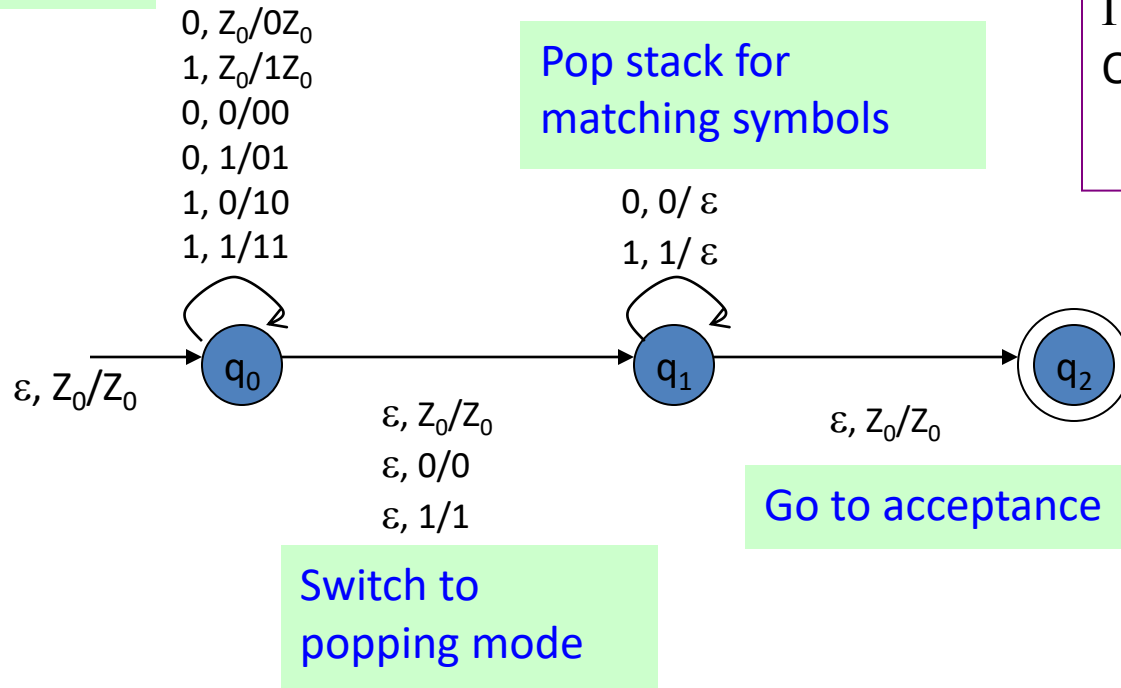 0, Z₀/0Z₀
1, Z₀/1Z₀
0, 0/00
0, 1/01
1, 0/10
1, 1/11
Pop stack for
matching symbols
0, 0/ ε
1, 1/ ε
q₀
q₁
q₂
ε, Z₀/Z₀
ε, Z₀/Z₀
ε, 0/0
ε, 1/1
ε, Z₀/Z₀
Switch to
popping mode
Go to acceptance